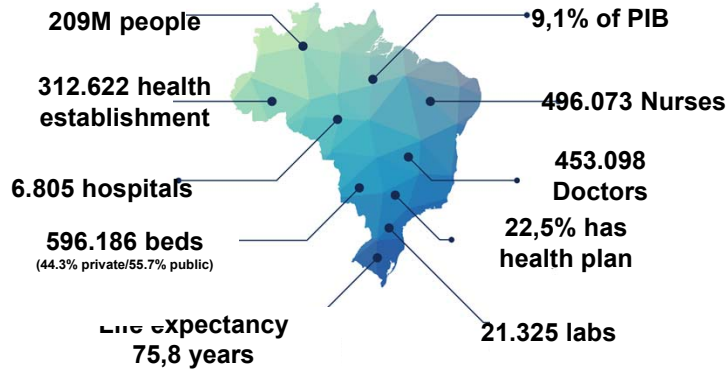 209M people
9,1% of PIB
312.622 health
establishment
496.073 Nurses
453.098
Doctors
6.805 hospitals
22,5% has
health plan
596.186 beds
(44.3% private/55.7% public)
Life expectancy
75,8 years
21.325 labs